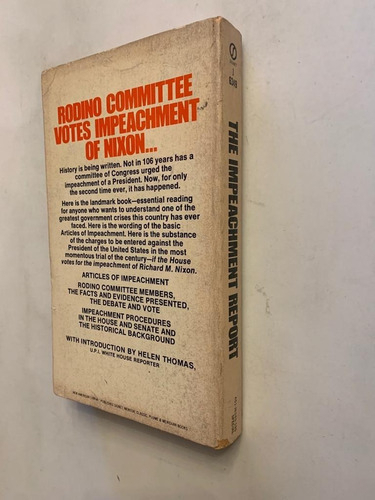 RODINO COMMITTEE
VOTES IMPEACHMENT
OF NIXON...
History is being written. Not in 106 years has a
committee of Congress urged the
impeachment of a President. Now, for only
the second time ever, it has happened.
Here is the landmark book—essential reading
for anyone who wants to understand one of the
greatest government crises this country has ever
faced. Here is the wording of the basic
Articles of Impeachment. Here is the substance
of the charges to be entered against the
President of the United States in the most
momentous trial of the century—if the House
votes for the impeachment of Richard M. Nixon.
ARTICLES OF IMPEACHMENT
RODINO COMMITTEE MEMBERS,
THE FACTS AND EVIDENCE PRESENTED,
THE DEBATE AND VOTE
IMPEACHMENT PROCEDURES
IN THE HOUSE AND SENATE AND
THE HISTORICAL BACKGROUND
WITH INTRODUCTION BY HELEN THOMAS,
U.P.I. WHITE HOUSE REPORTER
THE IMPEACHMENT REPORT